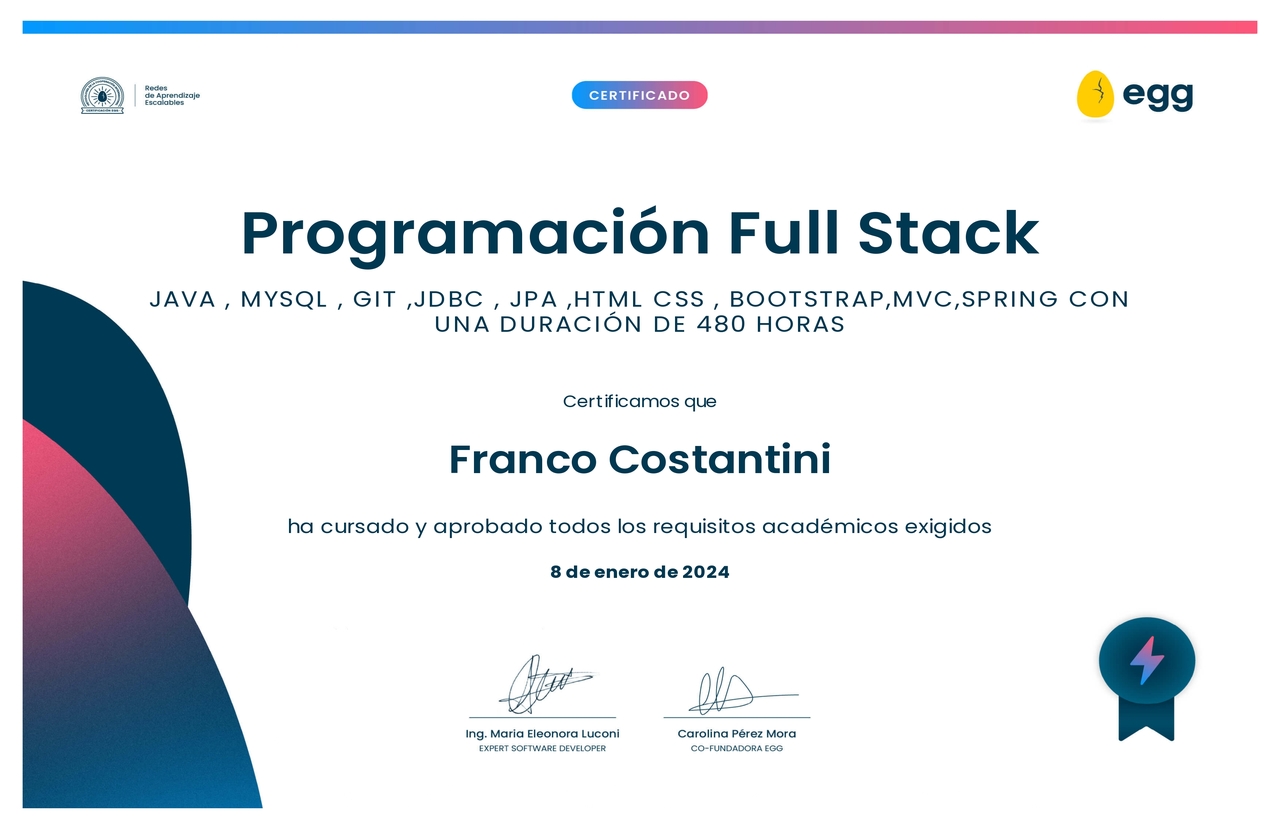 Redes
de Aprendizaje
Escalables
CERTIFICACIÓN EGG
CERTIFICADO
egg
Programación Full Stack
JAVA , MYSQL , GIT ,JDBC , JPA ,HTML CSS , BOOTSTRAP,MVC,SPRING CON
UNA DURACIÓN DE 480 HORAS
Certificamos que
Franco Costantini
ha cursado y aprobado todos los requisitos académicos exigidos
8 de enero de 2024
Ing. Maria Eleonora Luconi
EXPERT SOFTWARE DEVELOPER
Carolina Pérez Mora
CO-FUNDADORA EGG